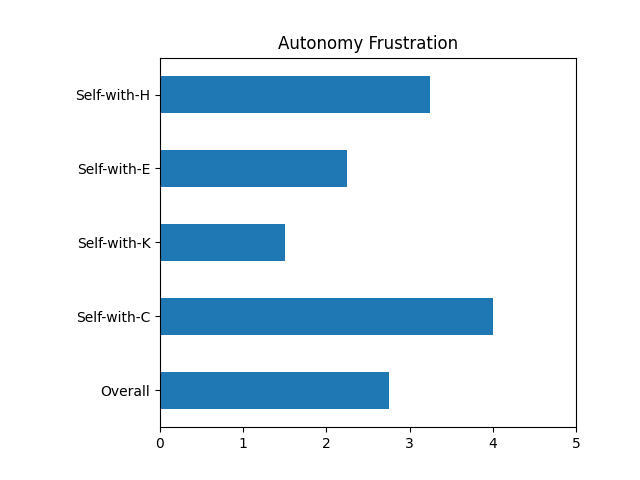 Autonomy Frustration
Self-with-H
Self-with-E
Self-with-K
Self-with-C
Overall
0 1 2 3 4 5